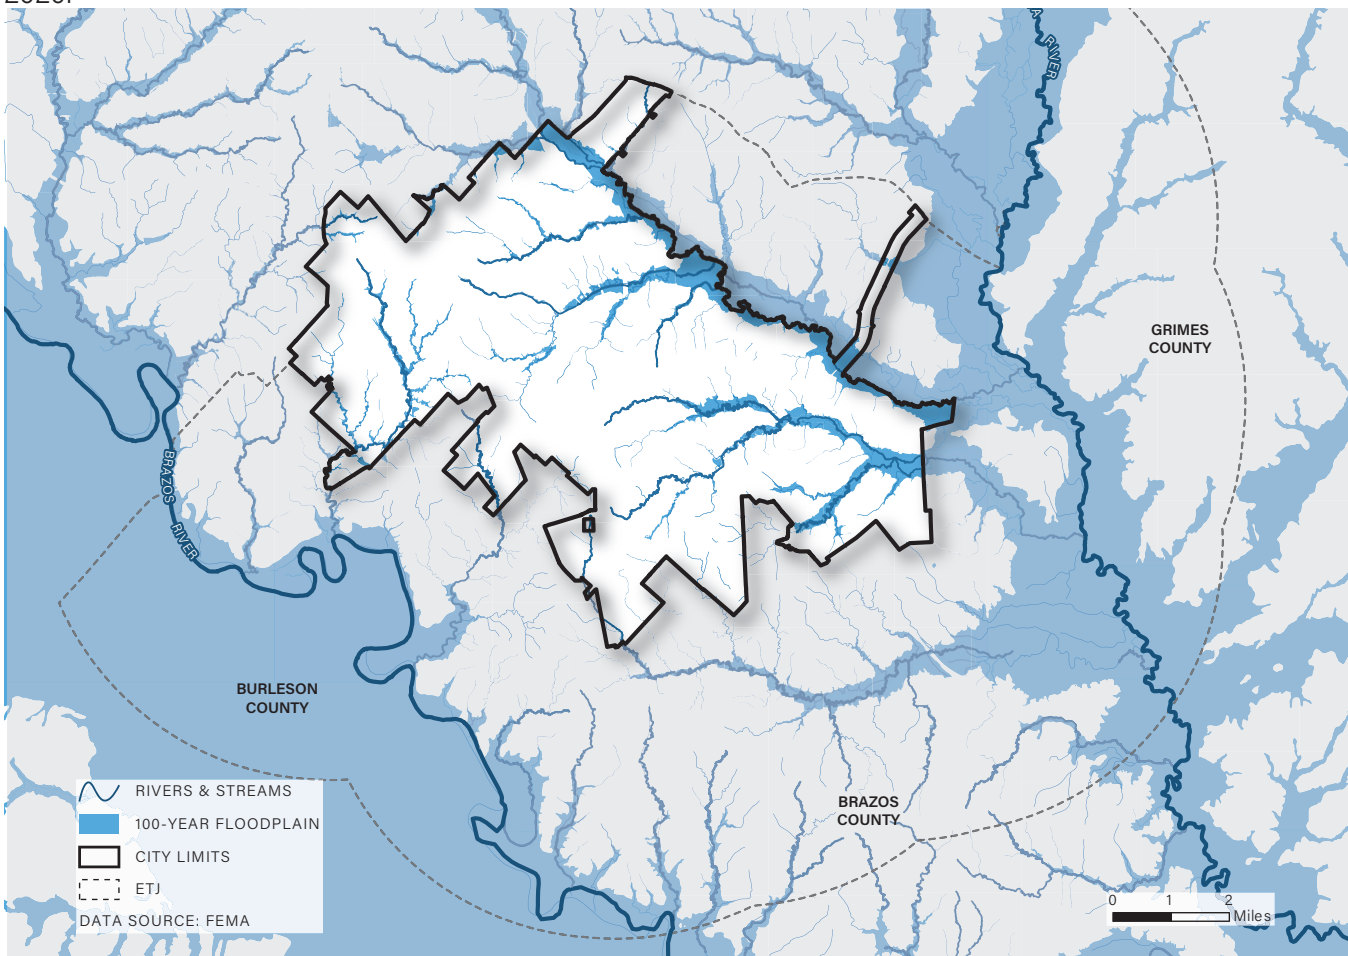 RIVER
GRIMES
COUNTY
BRAZOS
RIVER
BURLESON
COUNTY
BRAZOS
COUNTY
RIVERS & STREAMS
100-YEAR FLOODPLAIN
CITY LIMITS
ETJ
DATA SOURCE: FEMA
0 1 2
Miles